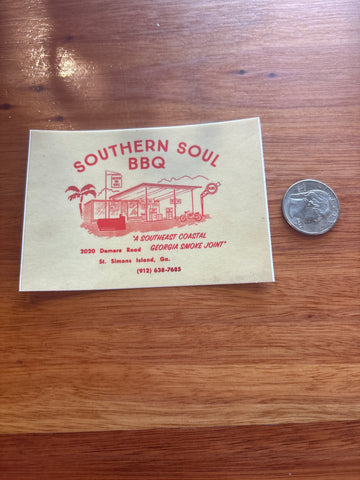 SOUTHERN SOUL
BBQ
"A SOUTHEAST COASTAL
2020 Demere Road GEORGIA SMOKE JOINT"
St. Simons Island, Ga.
(912) 638-7685